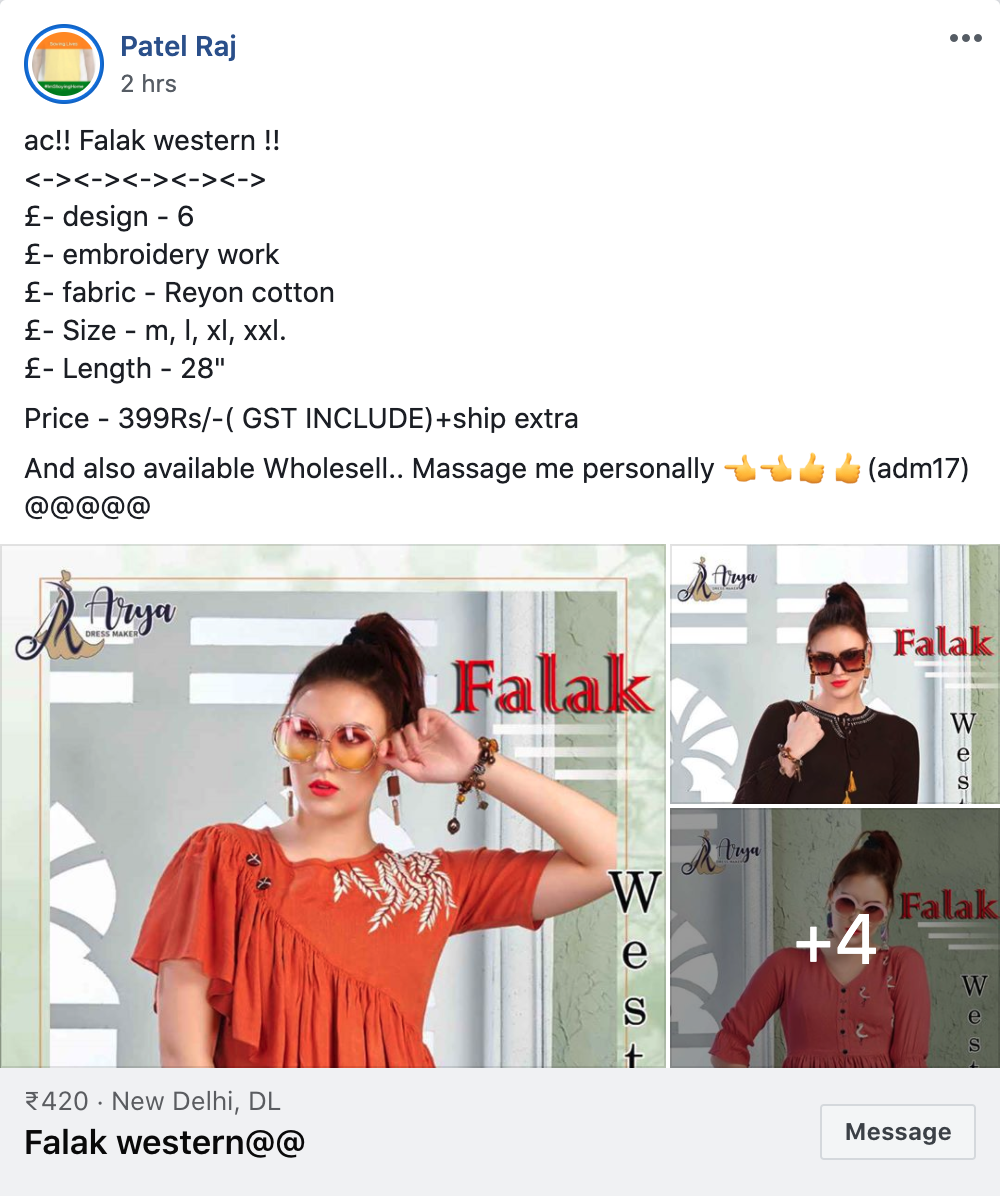 Patel Raj
2 hrs
ac!! Falak western !!
<-><-><-><-><->
£- design - 6
£- embroidery work
£- fabric - Reyon cotton
£- Size - m, l, xl, xxl.
£- Length - 28"
Price - 399Rs/-( GST INCLUDE)+ship extra
And also available Wholesell.. Massage me personally 👈👈👍👍(adm17)
@@@@@
Arya
DRESS MAKER
Falak
West
Arya
DRESS MAKER
Falak
Wes
Arya
Falak
Wes
+4
₹420 · New Delhi, DL
Falak western@@
Message